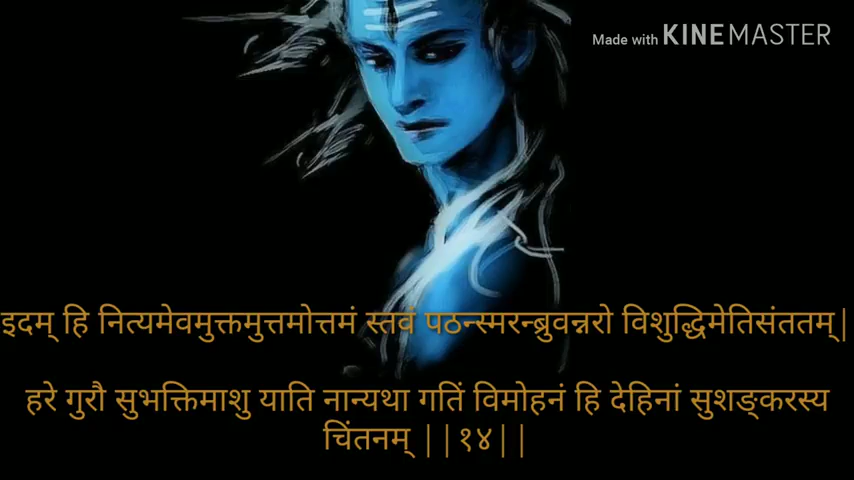 Made with KINEMASTER
इदम् हि नित्यमेवमुक्तमुत्तमोत्तमं स्तवं पठन्स्मरन्ब्रुवन्नरो विशुद्धिमेतिसंततम्|
हरे गुरौ सुभक्तिमाशु याति नान्यथा गतिं विमोहनं हि देहिनां सुशङ्करस्य
चिंतनम् ||१४||